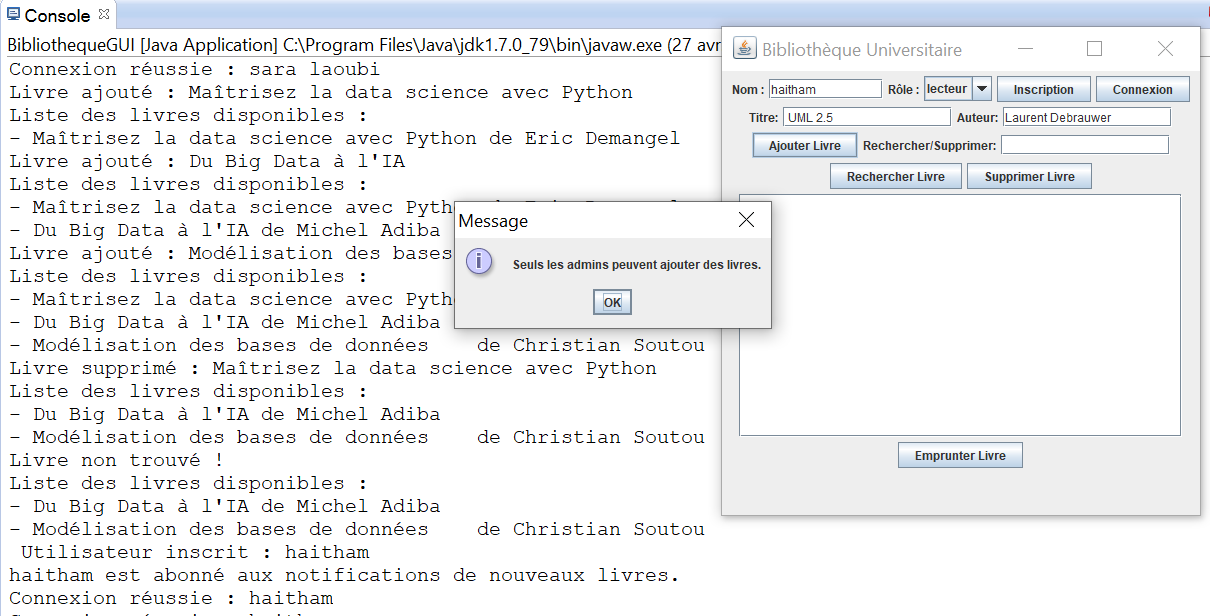 Console
BibliothequeGUI [Java Application] C:\Program Files\Java\jdk1.7.0_79\bin\javaw.exe (27 avr
Connexion réussie : sara laoubi
Livre ajouté : Maîtrisez la data science avec Python
Liste des livres disponibles :
- Maîtrisez la data science avec Python de Eric Demangel
Livre ajouté : Du Big Data à l'IA
Liste des livres disponibles :
- Maîtrisez la data science avec Pyth
- Du Big Data à l'IA de Michel Adiba
Livre ajouté : Modélisation des bases
Liste des livres disponibles :
- Maîtrisez la data science avec Pyth
- Du Big Data à l'IA de Michel Adiba
- Modélisation des bases de données    de Christian Soutou
Livre supprimé : Maîtrisez la data science avec Python
Liste des livres disponibles :
- Du Big Data à l'IA de Michel Adiba
- Modélisation des bases de données    de Christian Soutou
Livre non trouvé !
Liste des livres disponibles :
- Du Big Data à l'IA de Michel Adiba
- Modélisation des bases de données    de Christian Soutou
Utilisateur inscrit : haitham
haitham est abonné aux notifications de nouveaux livres.
Connexion réussie : haitham
Bibliothèque Universitaire
Nom : haitham Rôle : lecteur Inscription Connexion
Titre: UML 2.5 Auteur: Laurent Debrauwer
Ajouter Livre Rechercher/Supprimer:
Rechercher Livre Supprimer Livre
Emprunter Livre
Message
Seuls les admins peuvent ajouter des livres.
OK